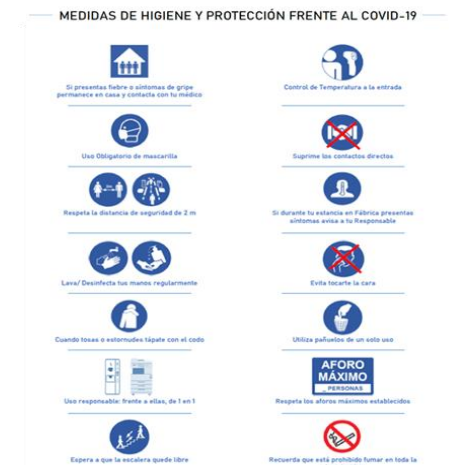 MEDIDAS DE HIGIENE Y PROTECCIÓN FRENTE AL COVID-19
Si presentas fiebre o síntomas de gripe
permanece en casa y contacta con tu médico
Control de Temperatura a la entrada
Uso Obligatorio de mascarilla
Suprime los contactos directos
Respeta la distancia de seguridad de 2 m
Si durante tu estancia en Fábrica presentas
síntomas avisa a tu Responsable
Lava/ Desinfecta tus manos regularmente
Evita tocarte la cara
Cuando tosas o estornudes tápate con el codo
Utiliza pañuelos de un solo uso
Uso responsable: frente a ellas, de 1 en 1
AFORO
MÁXIMO
PERSONAS
Respeta los aforos máximos establecidos
Espera a que la escalera quede libre
Recuerda que está prohibido fumar en toda la